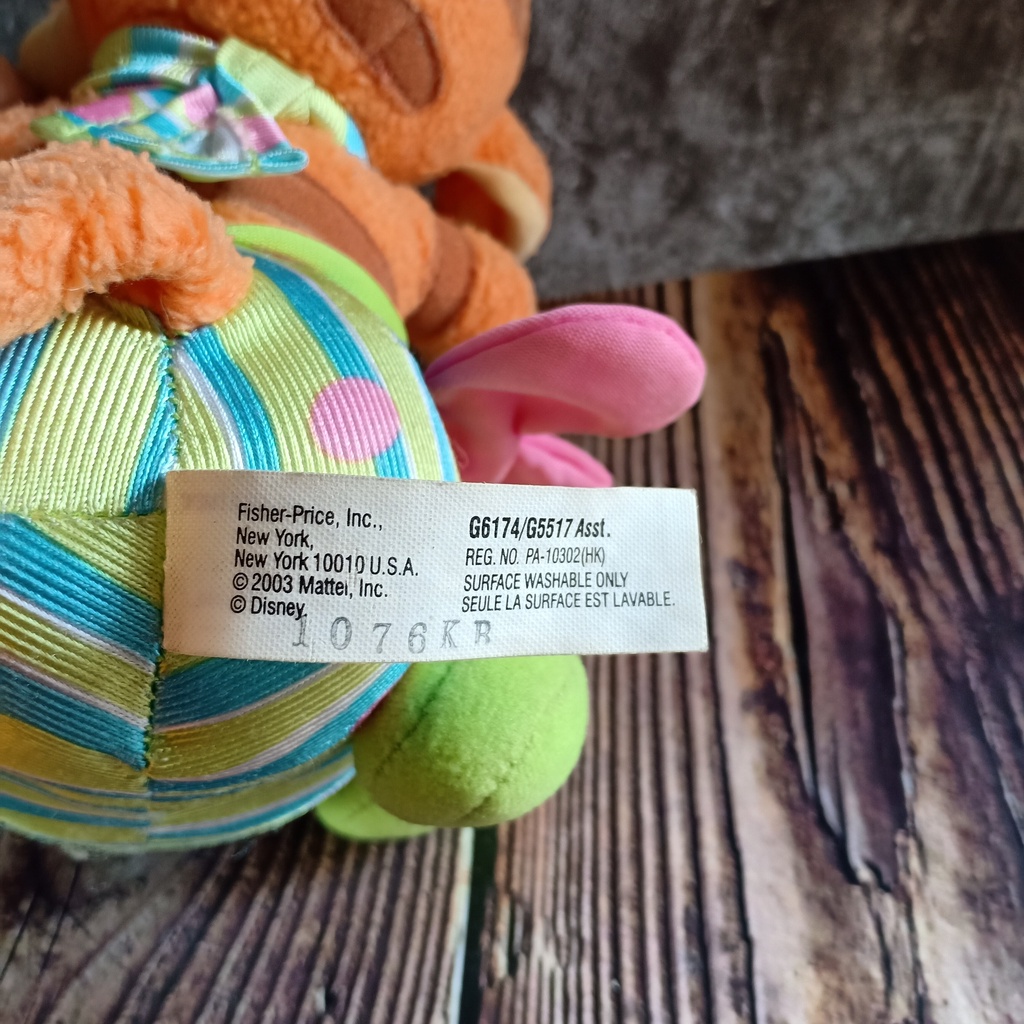 Fisher-Price, Inc.,
New York,
New York 10010 U.S.A.
© 2003 Mattel, Inc.
© Disney.
G6174/G5517 Asst.
REG. NO. PA-10302(HK)
SURFACE WASHABLE ONLY
SEULE LA SURFACE EST LAVABLE.
1076KR